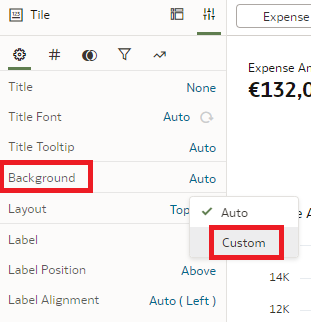 Tile
Expense
Title None
Title Font Auto
Title Tooltip Auto
Background Auto
Layout Top
Auto
Custom
Label
Label Position Above
Label Alignment Auto ( Left )
Expense An
€132,0
A
14K
12K